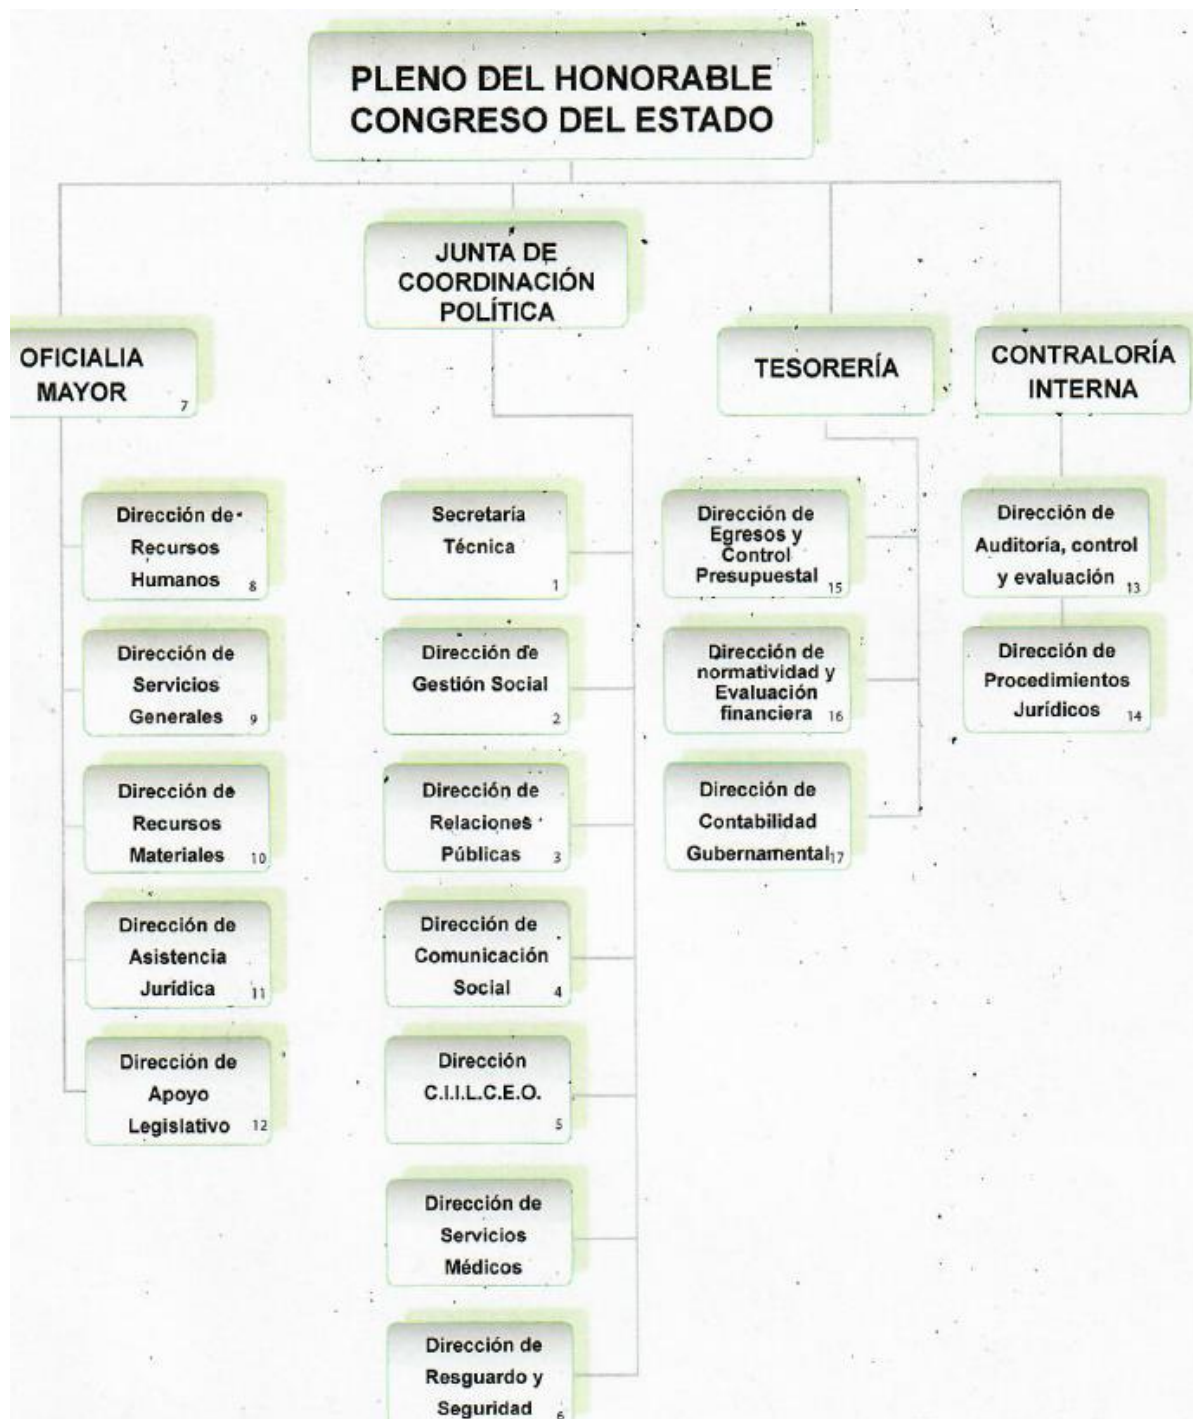 PLENO DEL HONORABLE
CONGRESO DEL ESTADO
JUNTA DE
COORDINACIÓN
POLÍTICA
OFICIALIA
MAYOR
7
TESORERÍA
CONTRALORÍA
INTERNA
Dirección de
Recursos
Humanos 8
Dirección de
Servicios
Generales 9
Dirección de
Recursos
Materiales 10
Dirección de
Asistencia
Jurídica 11
Dirección de
Apoyo
Legislativo 12
Secretaría
Técnica
1
Dirección de
Gestión Social
2
Dirección de
Relaciones
Públicas 3
Dirección de
Comunicación
Social 4
Dirección
C.I.I.L.C.E.O.
5
Dirección de
Servicios
Médicos
Dirección de
Resguardo y
Seguridad 6
Dirección de
Egresos y
Control
Presupuestal 15
Dirección de
normatividad y
Evaluación
financiera 16
Dirección de
Contabilidad
Gubernamental 17
Dirección de
Auditoría, control
y evaluación 13
Dirección de
Procedimientos
Jurídicos 14